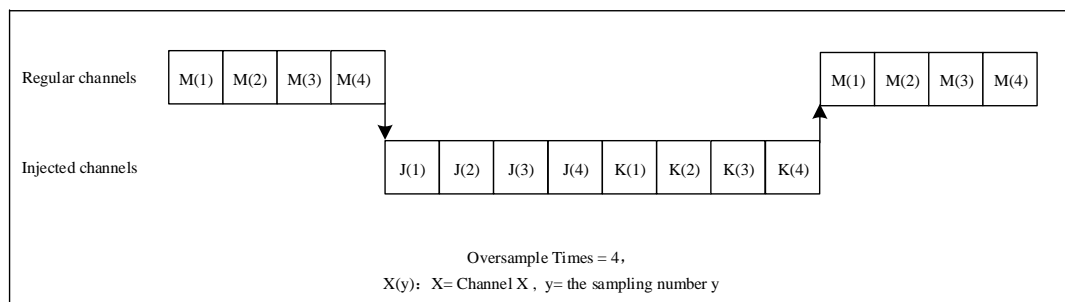 Regular channels M(1) M(2) M(3) M(4) M(1) M(2) M(3) M(4)
Injected channels J(1) J(2) J(3) J(4) K(1) K(2) K(3) K(4)
Oversample Times = 4，
X(y)：X= Channel X , y= the sampling number y